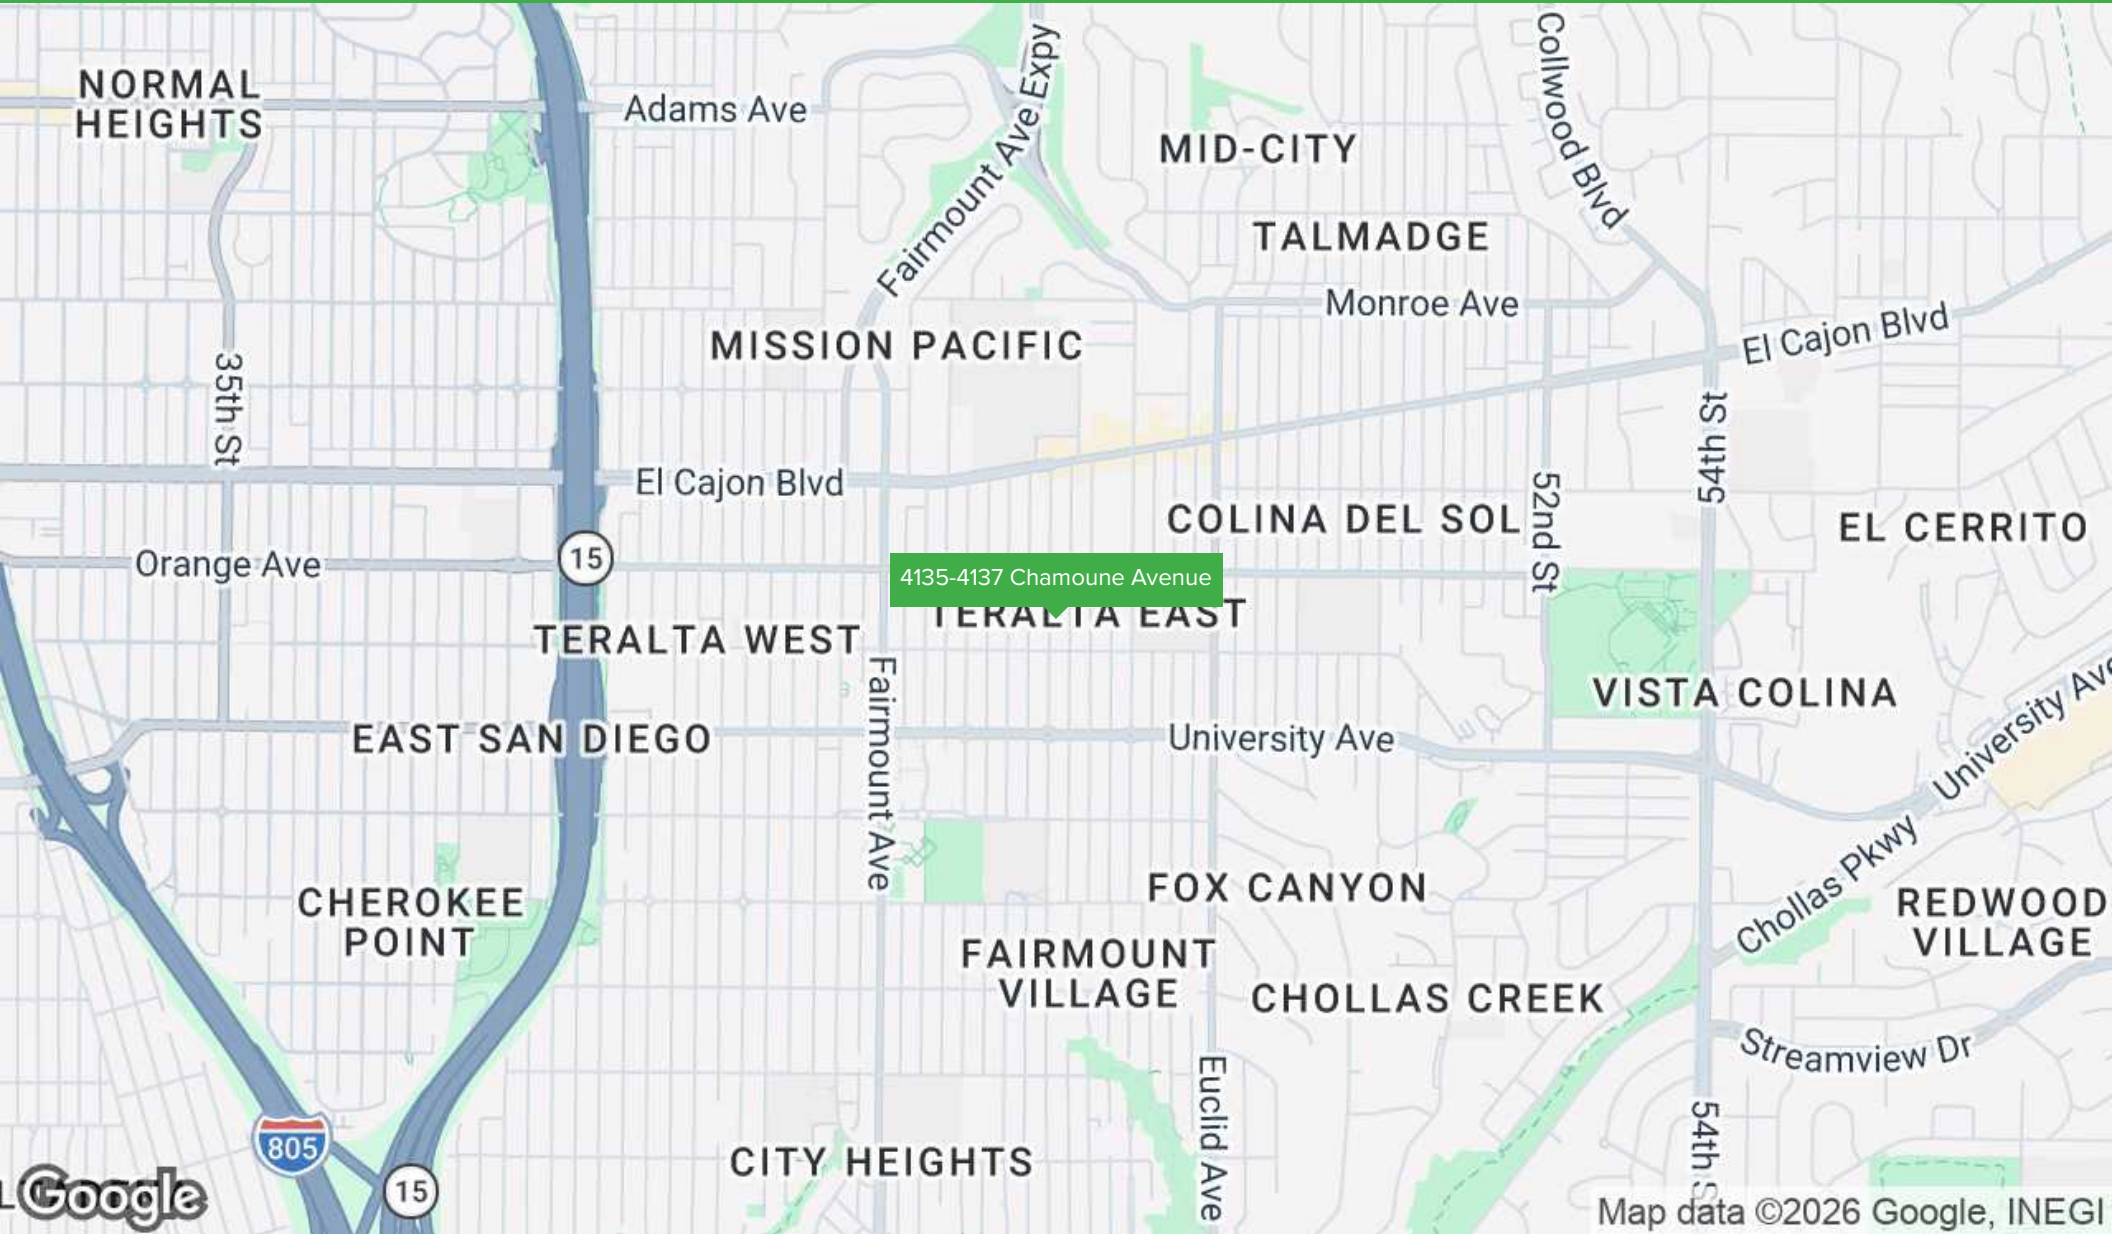 Collwood Blvd
Fairmount Ave Expy
NORMAL
HEIGHTS
Adams Ave
MID-CITY
TALMADGE
Monroe Ave
El Cajon Blvd
MISSION PACIFIC
35th St
54th St
El Cajon Blvd
52nd St
COLINA DEL SOL
EL CERRITO
15
Orange Ave
4135-4137 Chamoune Avenue
TERALTA EAST
TERALTA WEST
Fairmount Ave
VISTA COLINA
University Ave
EAST SAN DIEGO
University Ave
Chollas Pkwy
FOX CANYON
CHEROKEE
POINT
REDWOOD
VILLAGE
FAIRMOUNT
VILLAGE
CHOLLAS CREEK
Streamview Dr
Euclid Ave
54th S
805
CITY HEIGHTS
15
Google
Map data ©2026 Google, INEGI